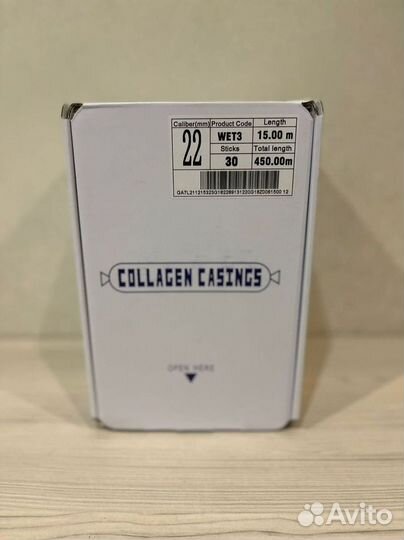 Caliber(mm) Product Code Length
22 WET3 15.00 m
Sticks Total length
30 450.00m
COLLAGEN CASINGS
OPEN HERE
Avito